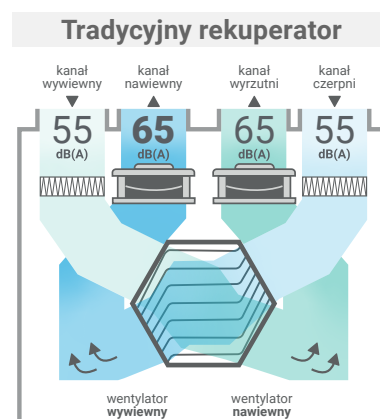 Tradycyjny rekuperator
kanał
wywiewny
kanał
nawiewny
kanał
wyrzutni
kanał
czerpni
55
dB(A)
65
dB(A)
65
dB(A)
55
dB(A)
wentylator
wywiewny
wentylator
nawiewny